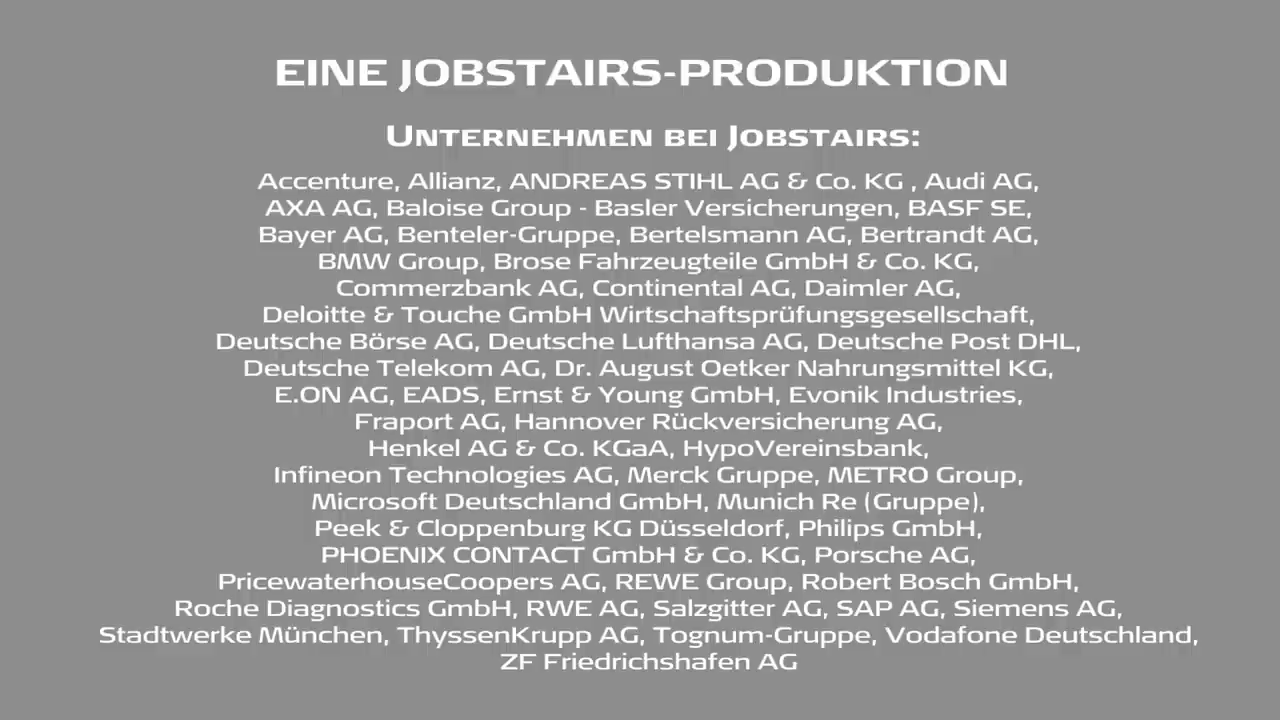 EINE JOBSTAIRS-PRODUKTION
UNTERNEHMEN BEI JOBSTAIRS:
Accenture, Allianz, ANDREAS STIHL AG & Co. KG , Audi AG,
AXA AG, Baloise Group - Basler Versicherungen, BASF SE,
Bayer AG, Benteler-Gruppe, Bertelsmann AG, Bertrandt AG,
BMW Group, Brose Fahrzeugteile GmbH & Co. KG,
Commerzbank AG, Continental AG, Daimler AG,
Deloitte & Touche GmbH Wirtschaftsprüfungsgesellschaft,
Deutsche Börse AG, Deutsche Lufthansa AG, Deutsche Post DHL,
Deutsche Telekom AG, Dr. August Oetker Nahrungsmittel KG,
E.ON AG, EADS, Ernst & Young GmbH, Evonik Industries,
Fraport AG, Hannover Rückversicherung AG,
Henkel AG & Co. KGaA, HypoVereinsbank,
Infineon Technologies AG, Merck Gruppe, METRO Group,
Microsoft Deutschland GmbH, Munich Re (Gruppe),
Peek & Cloppenburg KG Düsseldorf, Philips GmbH,
PHOENIX CONTACT GmbH & Co. KG, Porsche AG,
PricewaterhouseCoopers AG, REWE Group, Robert Bosch GmbH,
Roche Diagnostics GmbH, RWE AG, Salzgitter AG, SAP AG, Siemens AG,
Stadtwerke München, ThyssenKrupp AG, Tognum-Gruppe, Vodafone Deutschland,
ZF Friedrichshafen AG